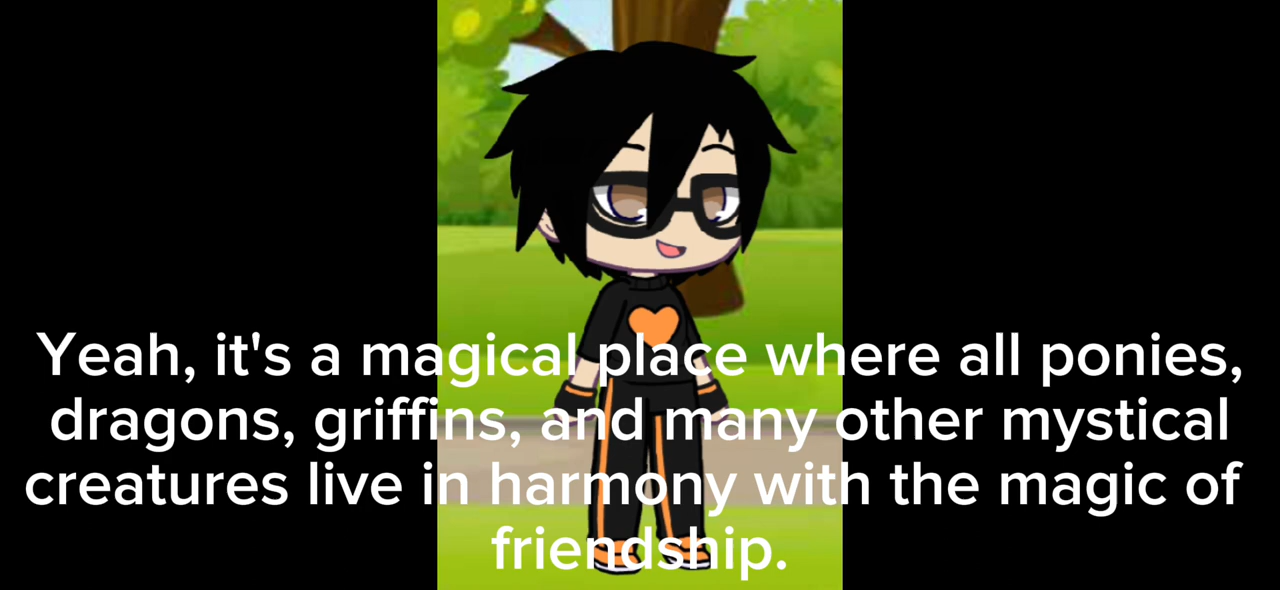 Yeah, it's a magical place where all ponies,
dragons, griffins, and many other mystical
creatures live in harmony with the magic of
friendship.